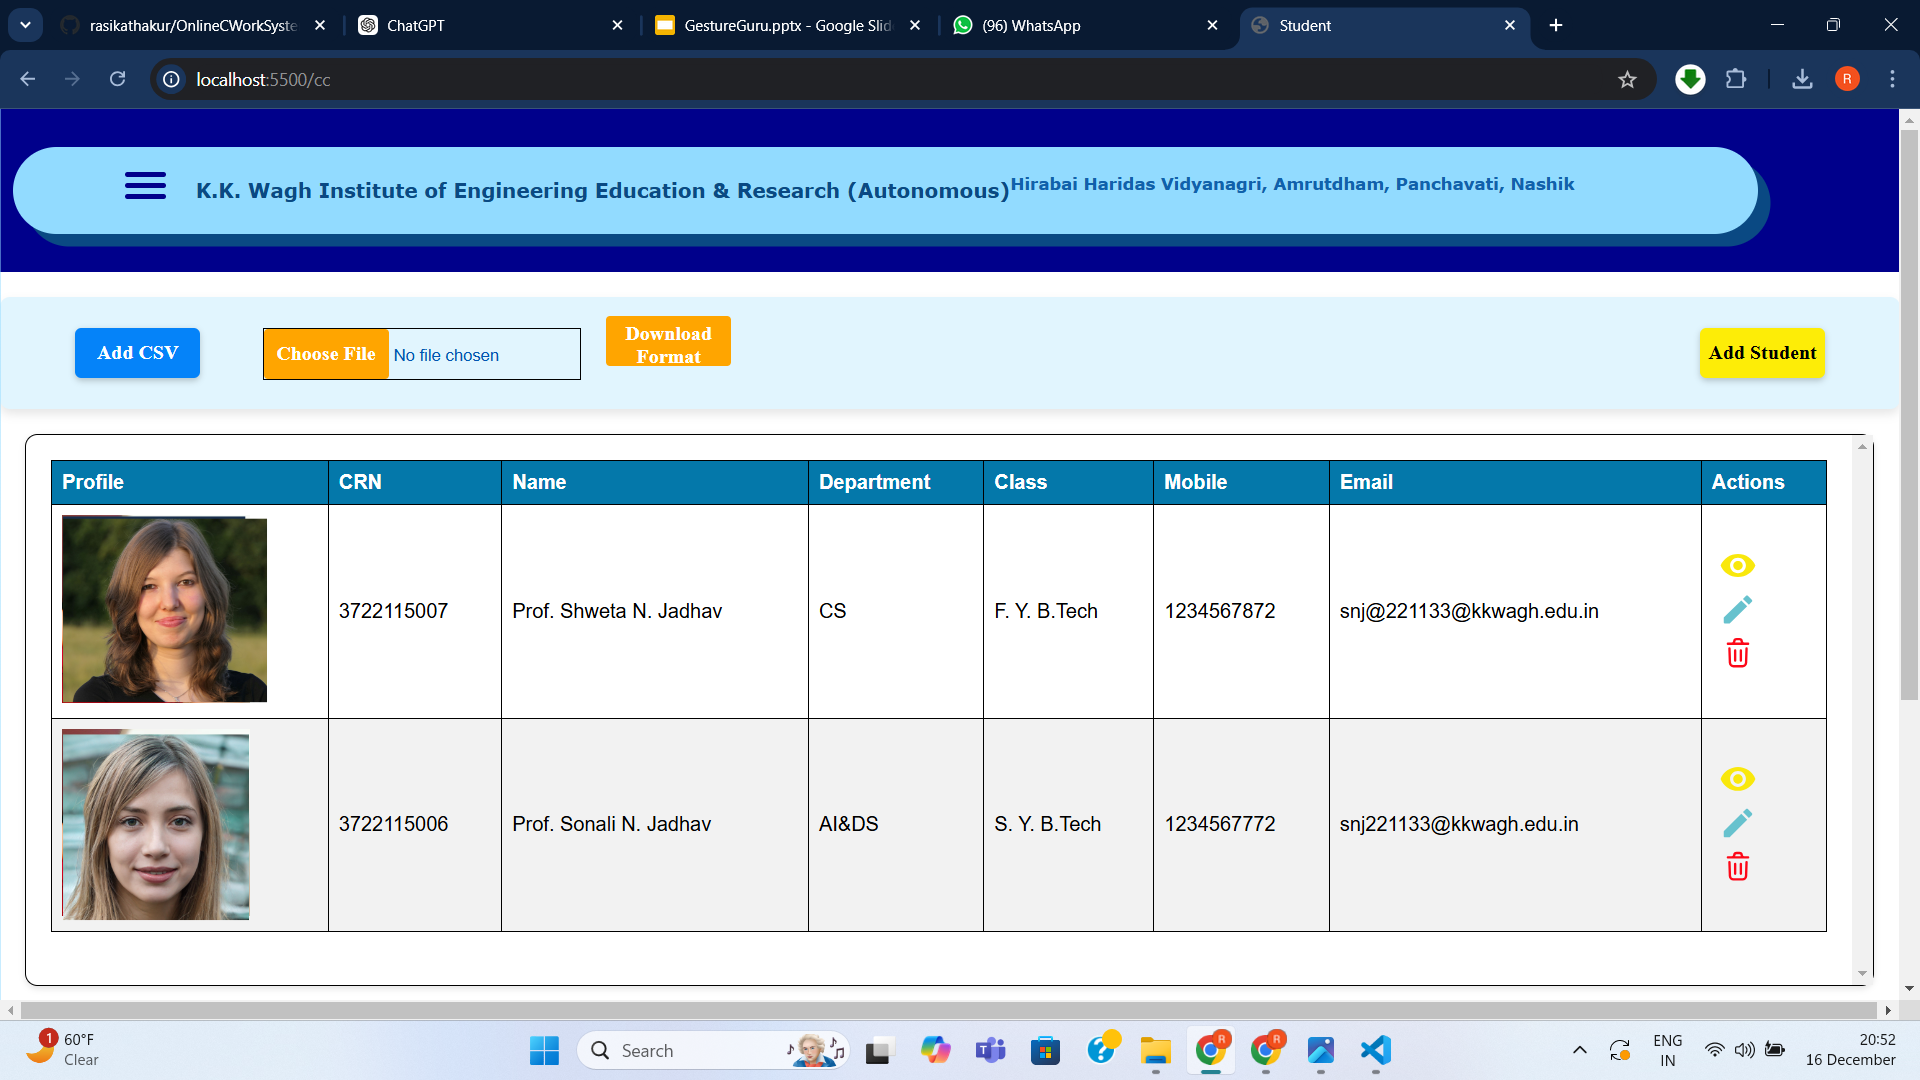 rasikathakur/OnlineCWorkSyste
ChatGPT
GestureGuru.pptx - Google Slid
(96) WhatsApp
Student
localhost:5500/cc
R
K.K. Wagh Institute of Engineering Education & Research (Autonomous)
Hirabai Haridas Vidyanagri, Amrutdham, Panchavati, Nashik
Add CSV
Choose File No file chosen
Download
Format
Add Student
Profile CRN Name Department Class Mobile Email Actions
3722115007 Prof. Shweta N. Jadhav CS F. Y. B.Tech 1234567872 snj@221133@kkwagh.edu.in
3722115006 Prof. Sonali N. Jadhav AI&DS S. Y. B.Tech 1234567772 snj221133@kkwagh.edu.in
1
60°F
Clear
Search
R
R
ENG
IN
20:52
16 December